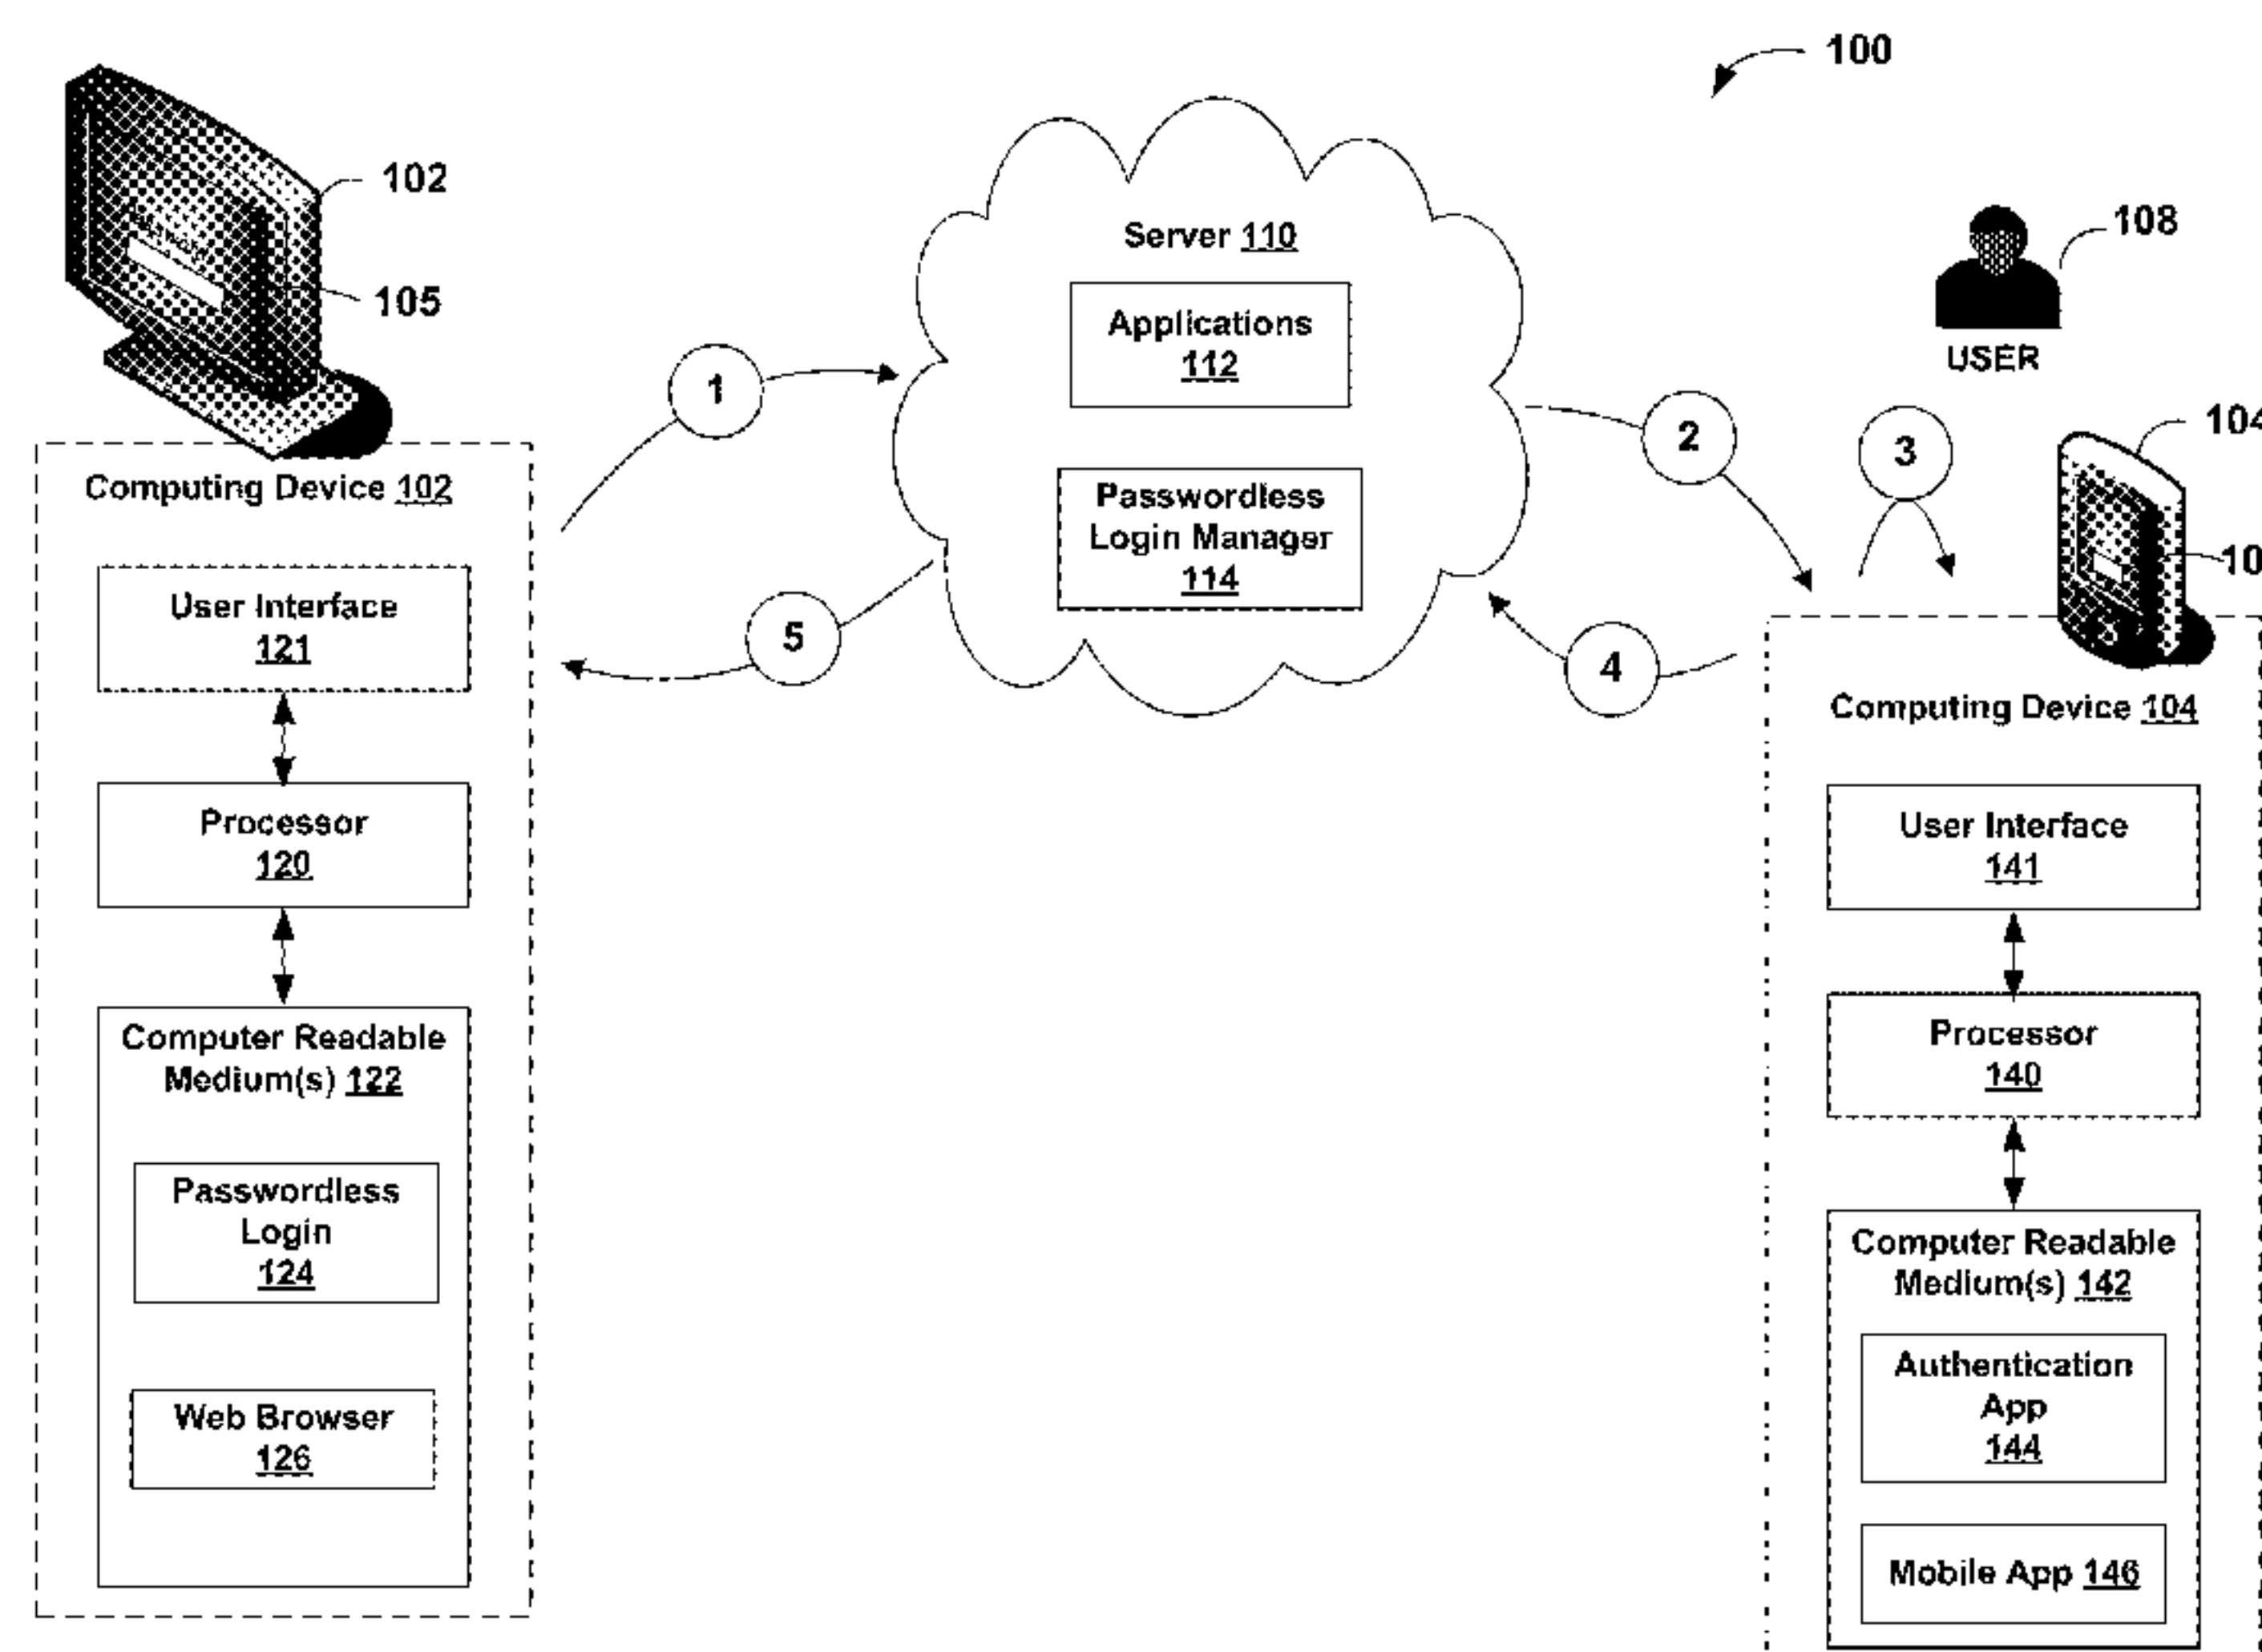 100
102
105
Server 110
Applications
112
Passwordless
Login Manager
114
108
USER
104
10
1
2
3
4
5
Computing Device 102
User Interface
121
Processor
120
Computer Readable
Medium(s) 122
Passwordless
Login
124
Web Browser
126
Computing Device 104
User Interface
141
Processor
140
Computer Readable
Medium(s) 142
Authentication
App
144
Mobile App 146